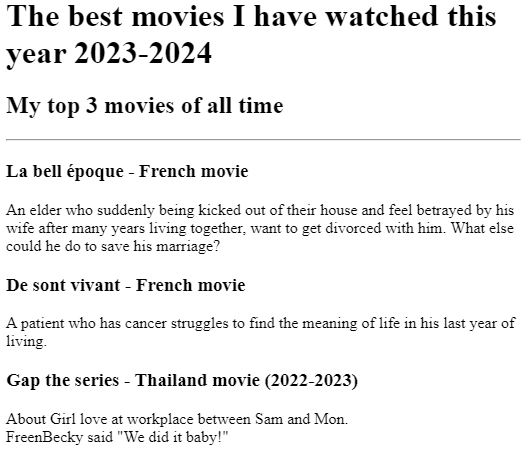 The best movies I have watched this
year 2023-2024
My top 3 movies of all time
La bell époque - French movie
An elder who suddenly being kicked out of their house and feel betrayed by his
wife after many years living together, want to get divorced with him. What else
could he do to save his marriage?
De sont vivant - French movie
A patient who has cancer struggles to find the meaning of life in his last year of
living.
Gap the series - Thailand movie (2022-2023)
About Girl love at workplace between Sam and Mon.
FreenBecky said "We did it baby!"